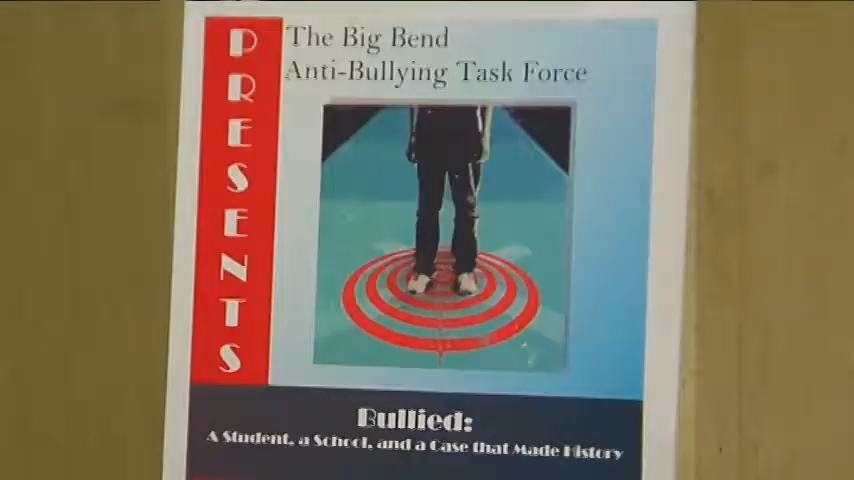 PRESENTS
The Big Bend
Anti-Bullying Task Force
Bullied:
A Student, a School, and a Case that Made History